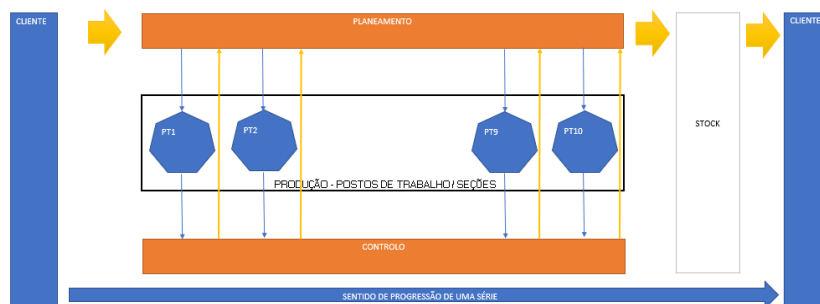 CLIENTE
PLANEAMENTO
CLIENTE
PT1
PT2
PT9
PT10
STOCK
PRODUÇÃO - POSTOS DE TRABALHO / SEÇÕES
CONTROLO
SENTIDO DE PROGRESSÃO DE UMA SÉRIE